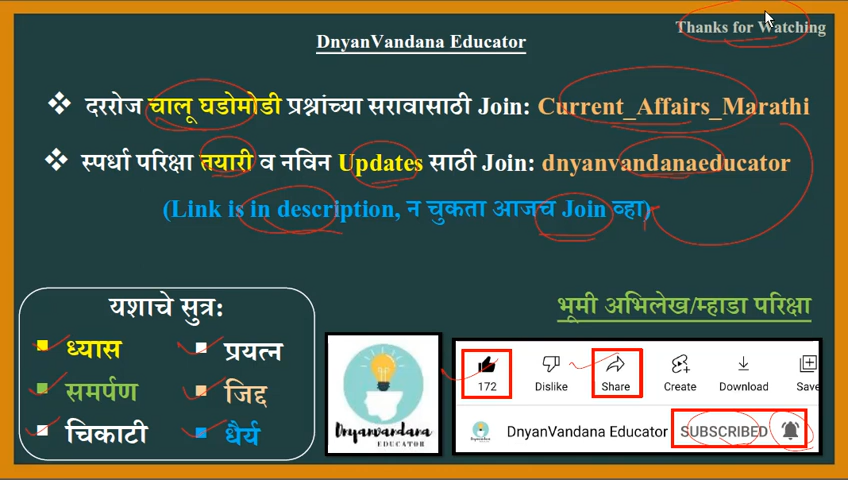 Thanks for Watching
DnyanVandana Educator
❖ दररोज चालू घडोमोडी प्रश्नांच्या सरावासाठी Join: Current_Affairs_Marathi
❖ स्पर्धा परिक्षा तयारी व नविन Updates साठी Join: dnyanvandanaeducator
(Link is in description, न चुकता आजच Join व्हा)
यशाचे सुत्र:
ध्यास
प्रयत्न
समर्पण
जिद्द
चिकाटी
धैर्य
भूमी अभिलेख/म्हाडा परिक्षा
Dnyanvandana
EDUCATOR
172 Dislike Share Create Download Save
DnyanVandana Educator SUBSCRIBED